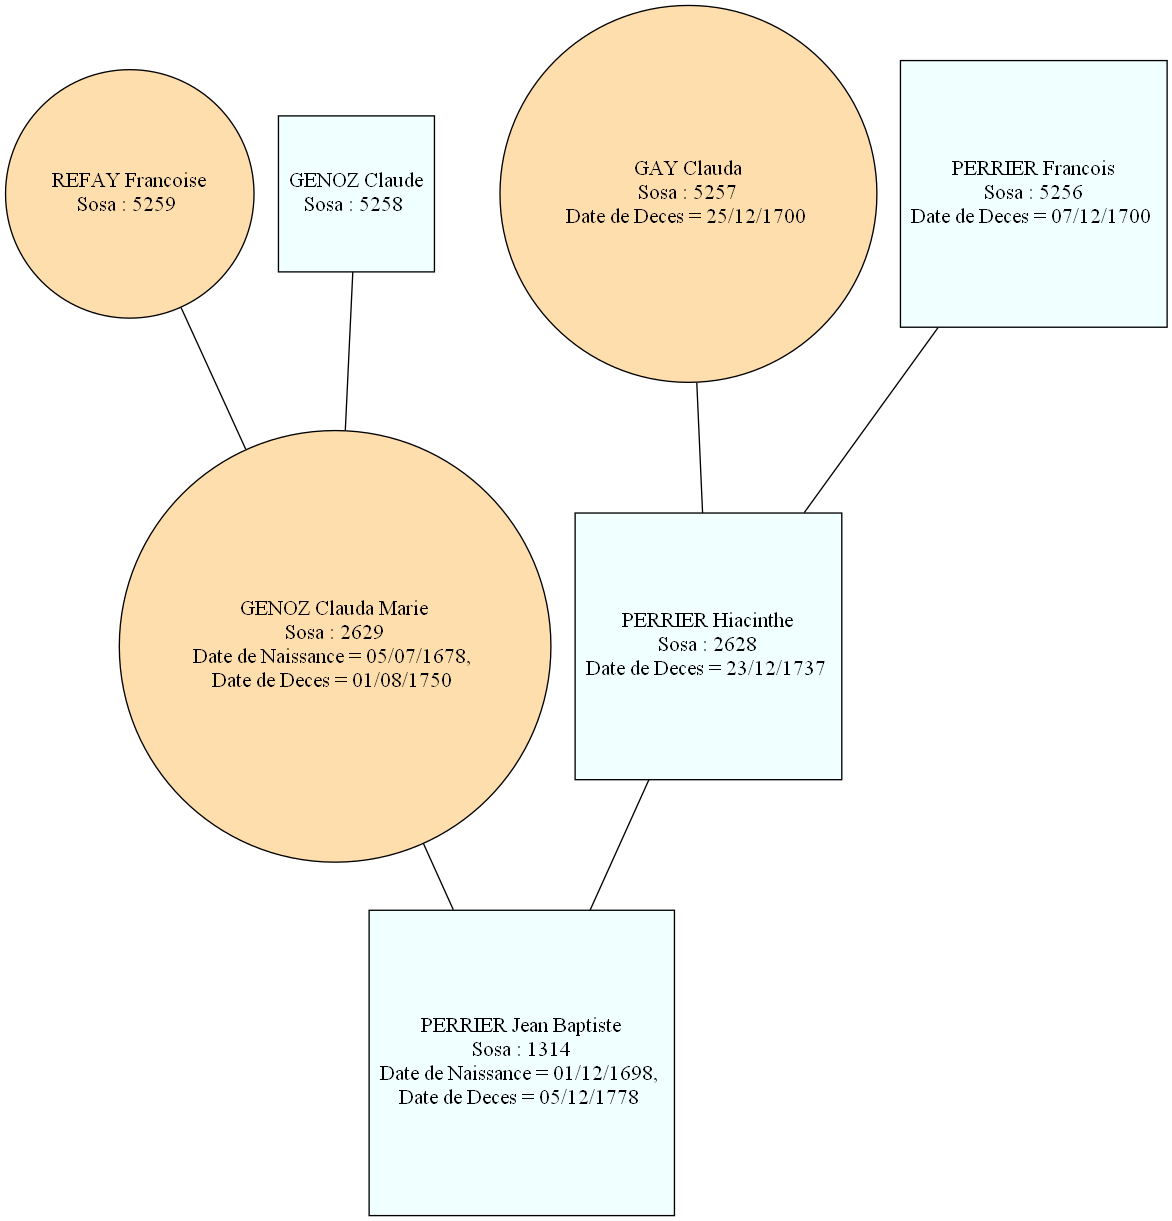 REFAY Francoise
Sosa : 5259
GENOZ Claude
Sosa : 5258
GAY Clauda
Sosa : 5257
Date de Deces = 25/12/1700
PERRIER Francois
Sosa : 5256
Date de Deces = 07/12/1700
GENOZ Clauda Marie
Sosa : 2629
Date de Naissance = 05/07/1678,
Date de Deces = 01/08/1750
PERRIER Hiacinthe
Sosa : 2628
Date de Deces = 23/12/1737
PERRIER Jean Baptiste
Sosa : 1314
Date de Naissance = 01/12/1698,
Date de Deces = 05/12/1778